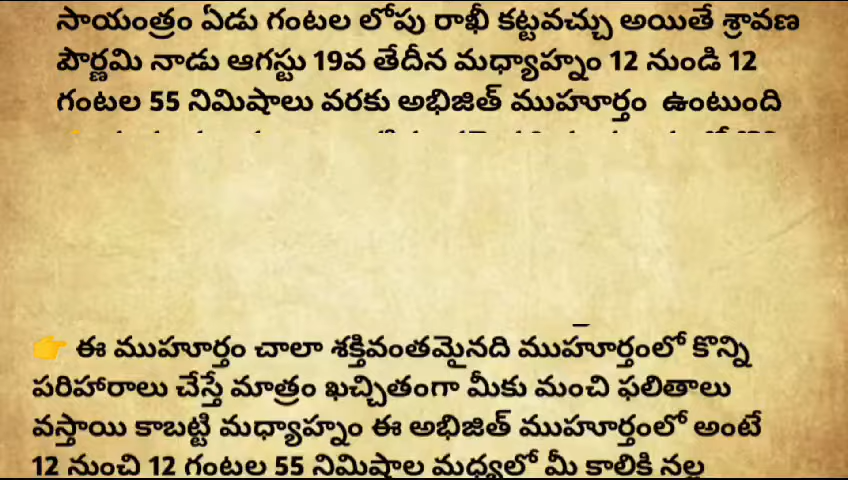 సాయంత్రం ఏడు గంటల లోపు రాఖీ కట్టవచ్చు అయితే శ్రావణ
పౌర్ణమి నాడు ఆగస్టు 19వ తేదీన మధ్యాహ్నం 12 నుండి 12
గంటల 55 నిమిషాలు వరకు అభిజిత్ ముహూర్తం ఉంటుంది
👉 ఈ ముహూర్తం చాలా శక్తివంతమైనది ముహూర్తంలో కొన్ని
పరిహారాలు చేస్తే మాత్రం ఖచ్చితంగా మీకు మంచి ఫలితాలు
వస్తాయి కాబట్టి మధ్యాహ్నం ఈ అభిజిత్ ముహూర్తంలో అంటే
12 నుంచి 12 గంటల 55 నిమిషాల మధ్యలో మీ కాలికి నల్ల